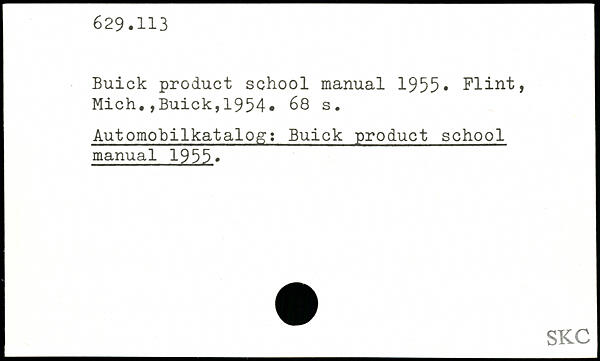 629.113
Buick product school manual 1955. Flint,
Mich.,Buick,1954. 68 s.
Automobilkatalog: Buick product school
manual 1955.
SKC